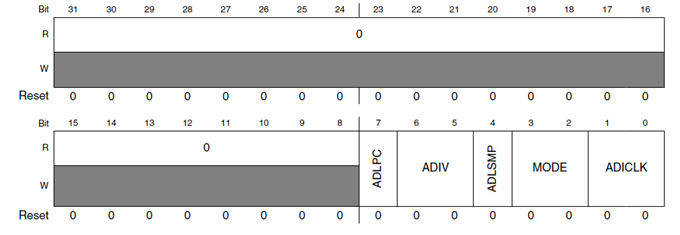 Bit 31 30 29 28 27 26 25 24 23 22 21 20 19 18 17 16
R 0
W
Reset 0 0 0 0 0 0 0 0 0 0 0 0 0 0 0 0
Bit 15 14 13 12 11 10 9 8 7 6 5 4 3 2 1 0
R 0 ADLPC ADIV ADLSMP MODE ADICLK
W
Reset 0 0 0 0 0 0 0 0 0 0 0 0 0 0 0 0